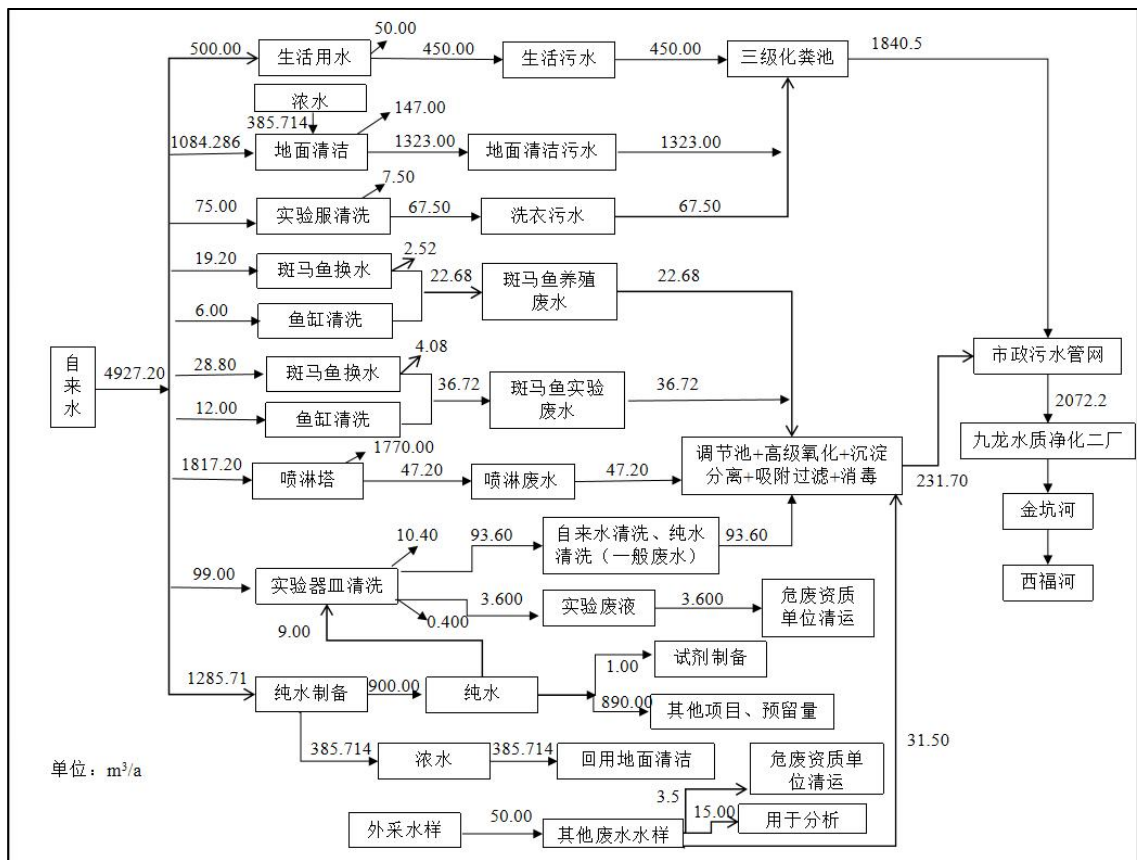 500.00
生活用水
50.00
450.00
生活污水
450.00
三级化粪池
1840.5
浓水
385.714
147.00
1084.286
地面清洁
1323.00
地面清洁污水
1323.00
7.50
75.00
实验服清洗
67.50
洗衣污水
67.50
19.20
斑马鱼换水
2.52
22.68
斑马鱼养殖
废水
22.68
6.00
鱼缸清洗
自
来
水
4927.20
28.80
斑马鱼换水
4.08
36.72
斑马鱼实验
废水
36.72
12.00
鱼缸清洗
市政污水管网
2072.2
九龙水质净化二厂
金坑河
西福河
1817.20
喷淋塔
1770.00
47.20
喷淋废水
47.20
调节池+高级氧化+沉淀
分离+吸附过滤+消毒
231.70
99.00
实验器皿清洗
10.40
93.60
自来水清洗、纯水
清洗（一般废水）
93.60
0.400
3.600
实验废液
3.600
危废资质
单位清运
9.00
1285.71
纯水制备
900.00
纯水
1.00
试剂制备
890.00
其他项目、预留量
31.50
385.714
浓水
385.714
回用地面清洁
单位：m³/a
外采水样
50.00
其他废水水样
3.5
危废资质单
位清运
15.00
用于分析